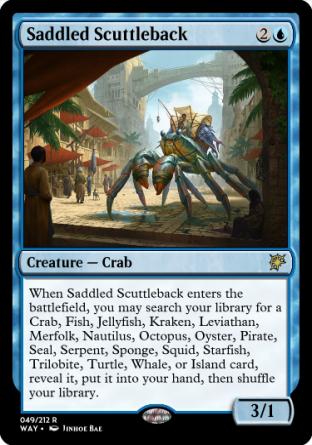 Saddled Scuttleback 2
Creature — Crab
When Saddled Scuttleback enters the
battlefield, you may search your library for a
Crab, Fish, Jellyfish, Kraken, Leviathan,
Merfolk, Nautilus, Octopus, Oyster, Pirate,
Seal, Serpent, Sponge, Squid, Starfish,
Trilobite, Turtle, Whale, or Island card,
reveal it, put it into your hand, then shuffle
your library.
3/1
049/212 R
WAY • Jinhoe Bae